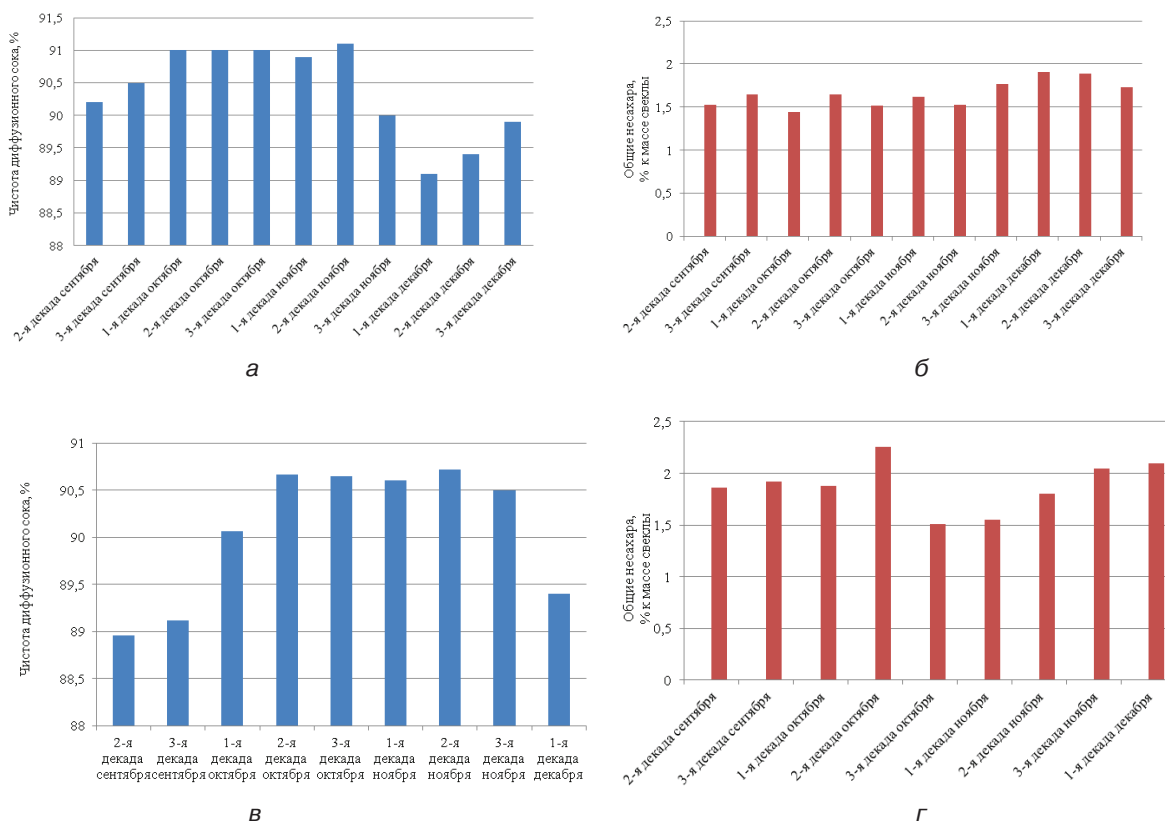 Чистота диффузионного сока, %
91,5
91
90,5
90
89,5
89
88,5
88
2-я декада сентября
3-я декада сентября
1-я декада октября
2-я декада октября
3-я декада октября
1-я декада ноября
2-я декада ноября
3-я декада ноября
1-я декада декабря
2-я декада декабря
3-я декада декабря
а
Общие несахара,
% к массе свеклы
2,5
2
1,5
1
0,5
0
2-я декада сентября
3-я декада сентября
1-я декада октября
2-я декада октября
3-я декада октября
1-я декада ноября
2-я декада ноября
3-я декада ноября
1-я декада декабря
2-я декада декабря
3-я декада декабря
б
Чистота диффузионного сока, %
91
90,5
90
89,5
89
88,5
88
2-я 3-я 1-я 2-я 3-я 1-я 2-я 3-я 1-я
декада декада декада декада декада декада декада декада декада
сентября сентября октября октября октября ноября ноября ноября декабря
в
Общие несахара,
% к массе свеклы
2,5
2
1,5
1
0,5
0
2-я декада сентября
3-я декада сентября
1-я декада октября
2-я декада октября
3-я декада октября
1-я декада ноября
2-я декада ноября
3-я декада ноября
1-я декада декабря
г